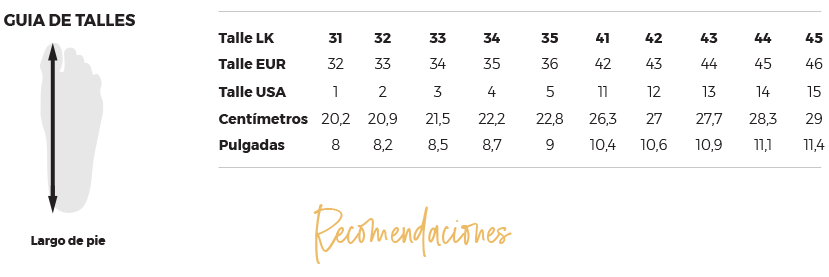 GUIA DE TALLES
Talle LK 31 32 33 34 35 41 42 43 44 45
Talle EUR 32 33 34 35 36 42 43 44 45 46
Talle USA 1 2 3 4 5 11 12 13 14 15
Centímetros 20,2 20,9 21,5 22,2 22,8 26,3 27 27,7 28,3 29
Pulgadas 8 8,2 8,5 8,7 9 10,4 10,6 10,9 11,1 11,4
Largo de pie
Recomendaciones